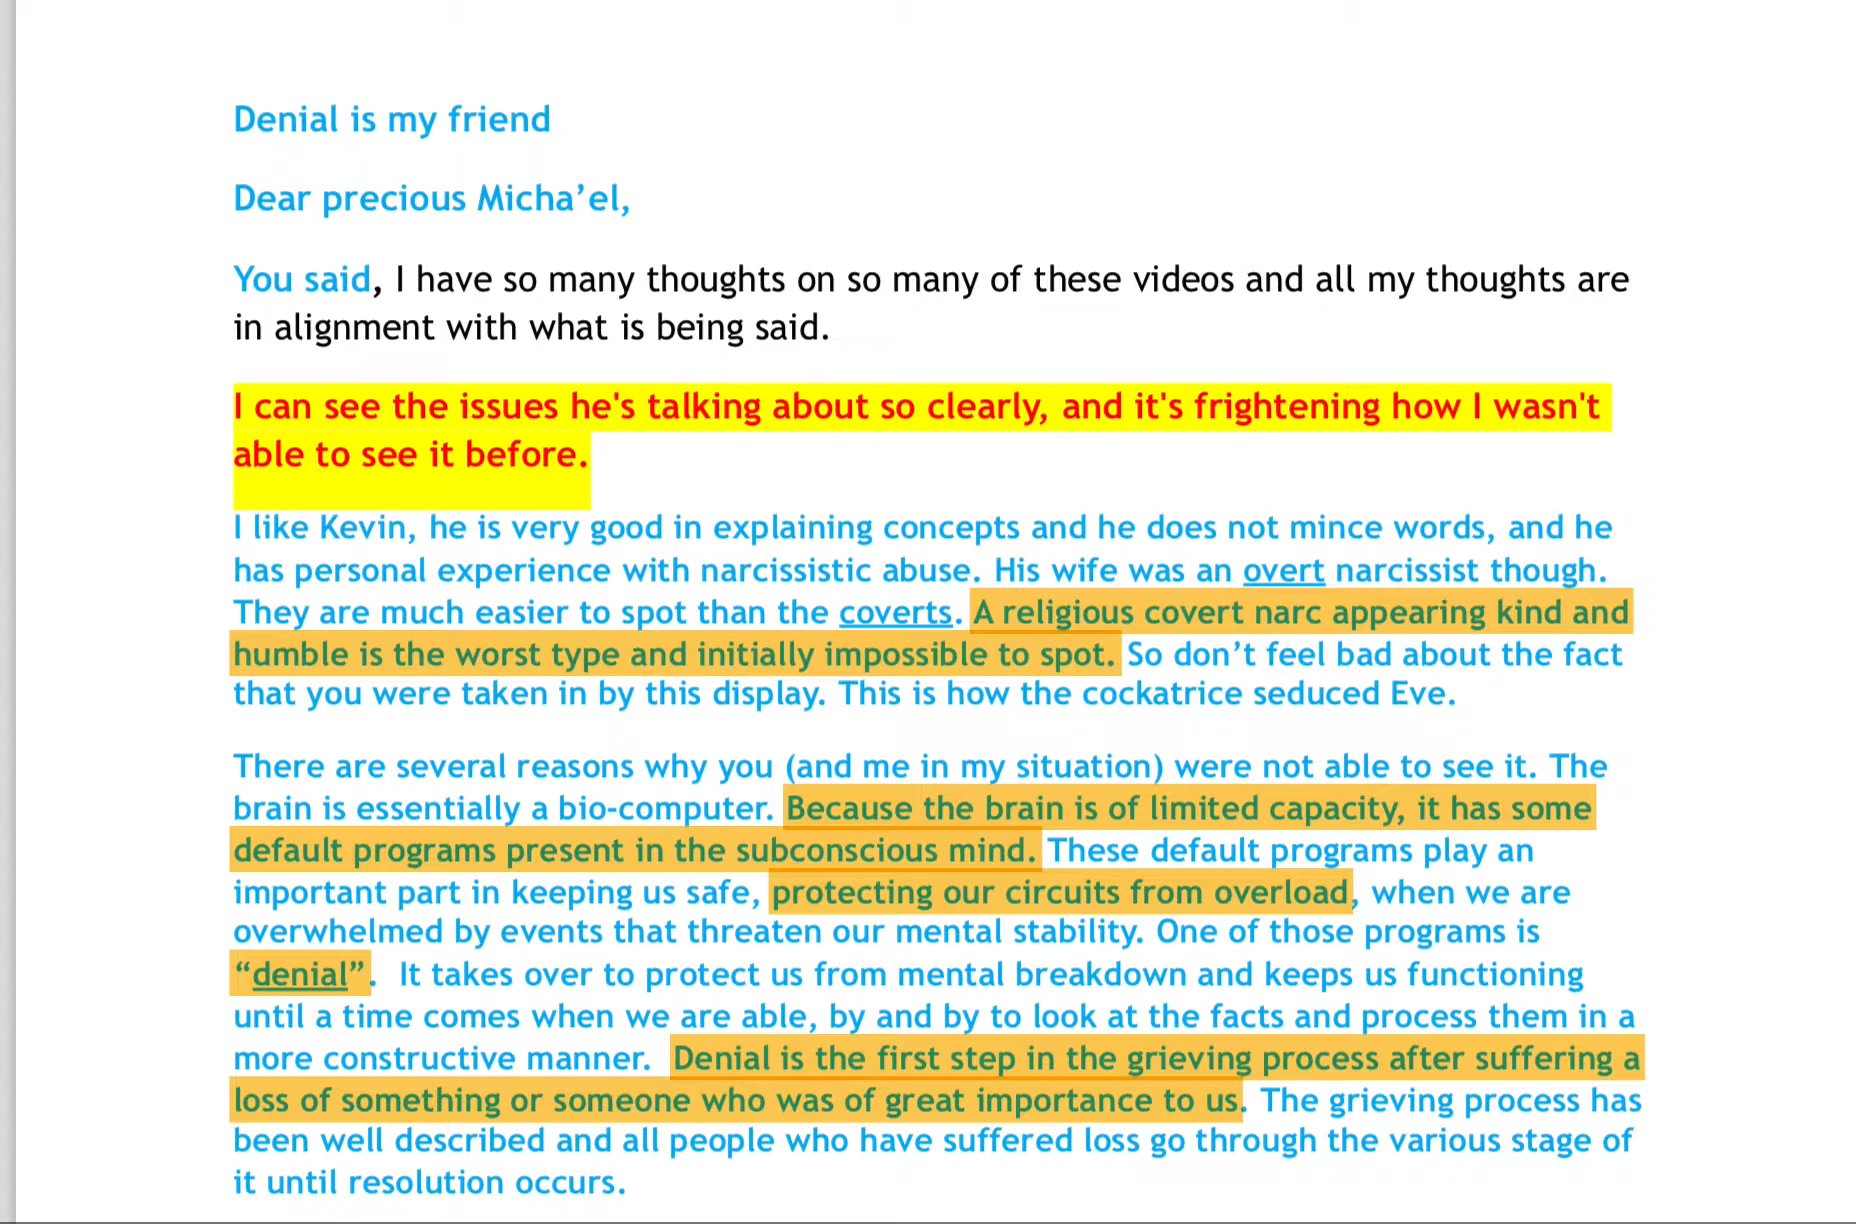 Denial is my friend
Dear precious Micha’el,
You said, I have so many thoughts on so many of these videos and all my thoughts are
in alignment with what is being said.
I can see the issues he's talking about so clearly, and it's frightening how I wasn't
able to see it before.
I like Kevin, he is very good in explaining concepts and he does not mince words, and he
has personal experience with narcissistic abuse. His wife was an overt narcissist though.
They are much easier to spot than the coverts. A religious covert narc appearing kind and
humble is the worst type and initially impossible to spot. So don’t feel bad about the fact
that you were taken in by this display. This is how the cockatrice seduced Eve.
There are several reasons why you (and me in my situation) were not able to see it. The
brain is essentially a bio-computer. Because the brain is of limited capacity, it has some
default programs present in the subconscious mind. These default programs play an
important part in keeping us safe, protecting our circuits from overload, when we are
overwhelmed by events that threaten our mental stability. One of those programs is
“denial”.  It takes over to protect us from mental breakdown and keeps us functioning
until a time comes when we are able, by and by to look at the facts and process them in a
more constructive manner.  Denial is the first step in the grieving process after suffering a
loss of something or someone who was of great importance to us. The grieving process has
been well described and all people who have suffered loss go through the various stage of
it until resolution occurs.